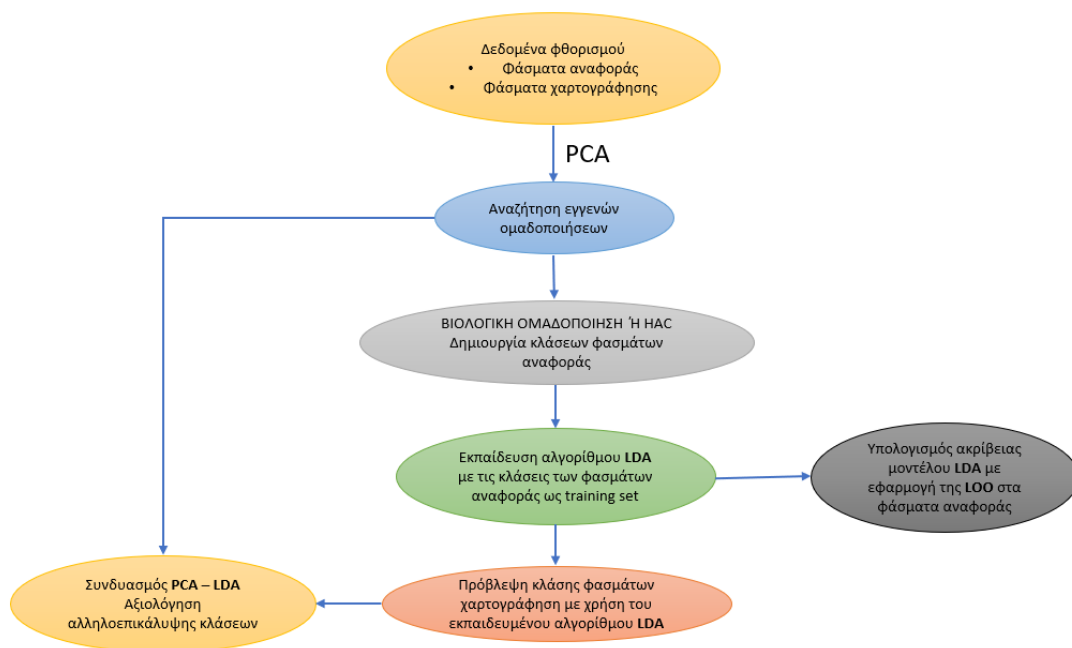 Δεδομένα φθορισμού
• Φάσματα αναφοράς
• Φάσματα χαρτογράφησης
PCA
Αναζήτηση εγγενών
ομαδοποιήσεων
ΒΙΟΛΟΓΙΚΗ ΟΜΑΔΟΠΟΙΗΣΗ Ή HAC
Δημιουργία κλάσεων φασμάτων
αναφοράς
Εκπαίδευση αλγορίθμου LDA
με τις κλάσεις των φασμάτων
αναφοράς ως training set
Υπολογισμός ακρίβειας
μοντέλου LDA με
εφαρμογή της LOO στα
φάσματα αναφοράς
Πρόβλεψη κλάσης φασμάτων
χαρτογράφηση με χρήση του
εκπαιδευμένου αλγορίθμου LDA
Συνδυασμός PCA – LDA
Αξιολόγηση
αλληλοεπικάλυψης κλάσεων